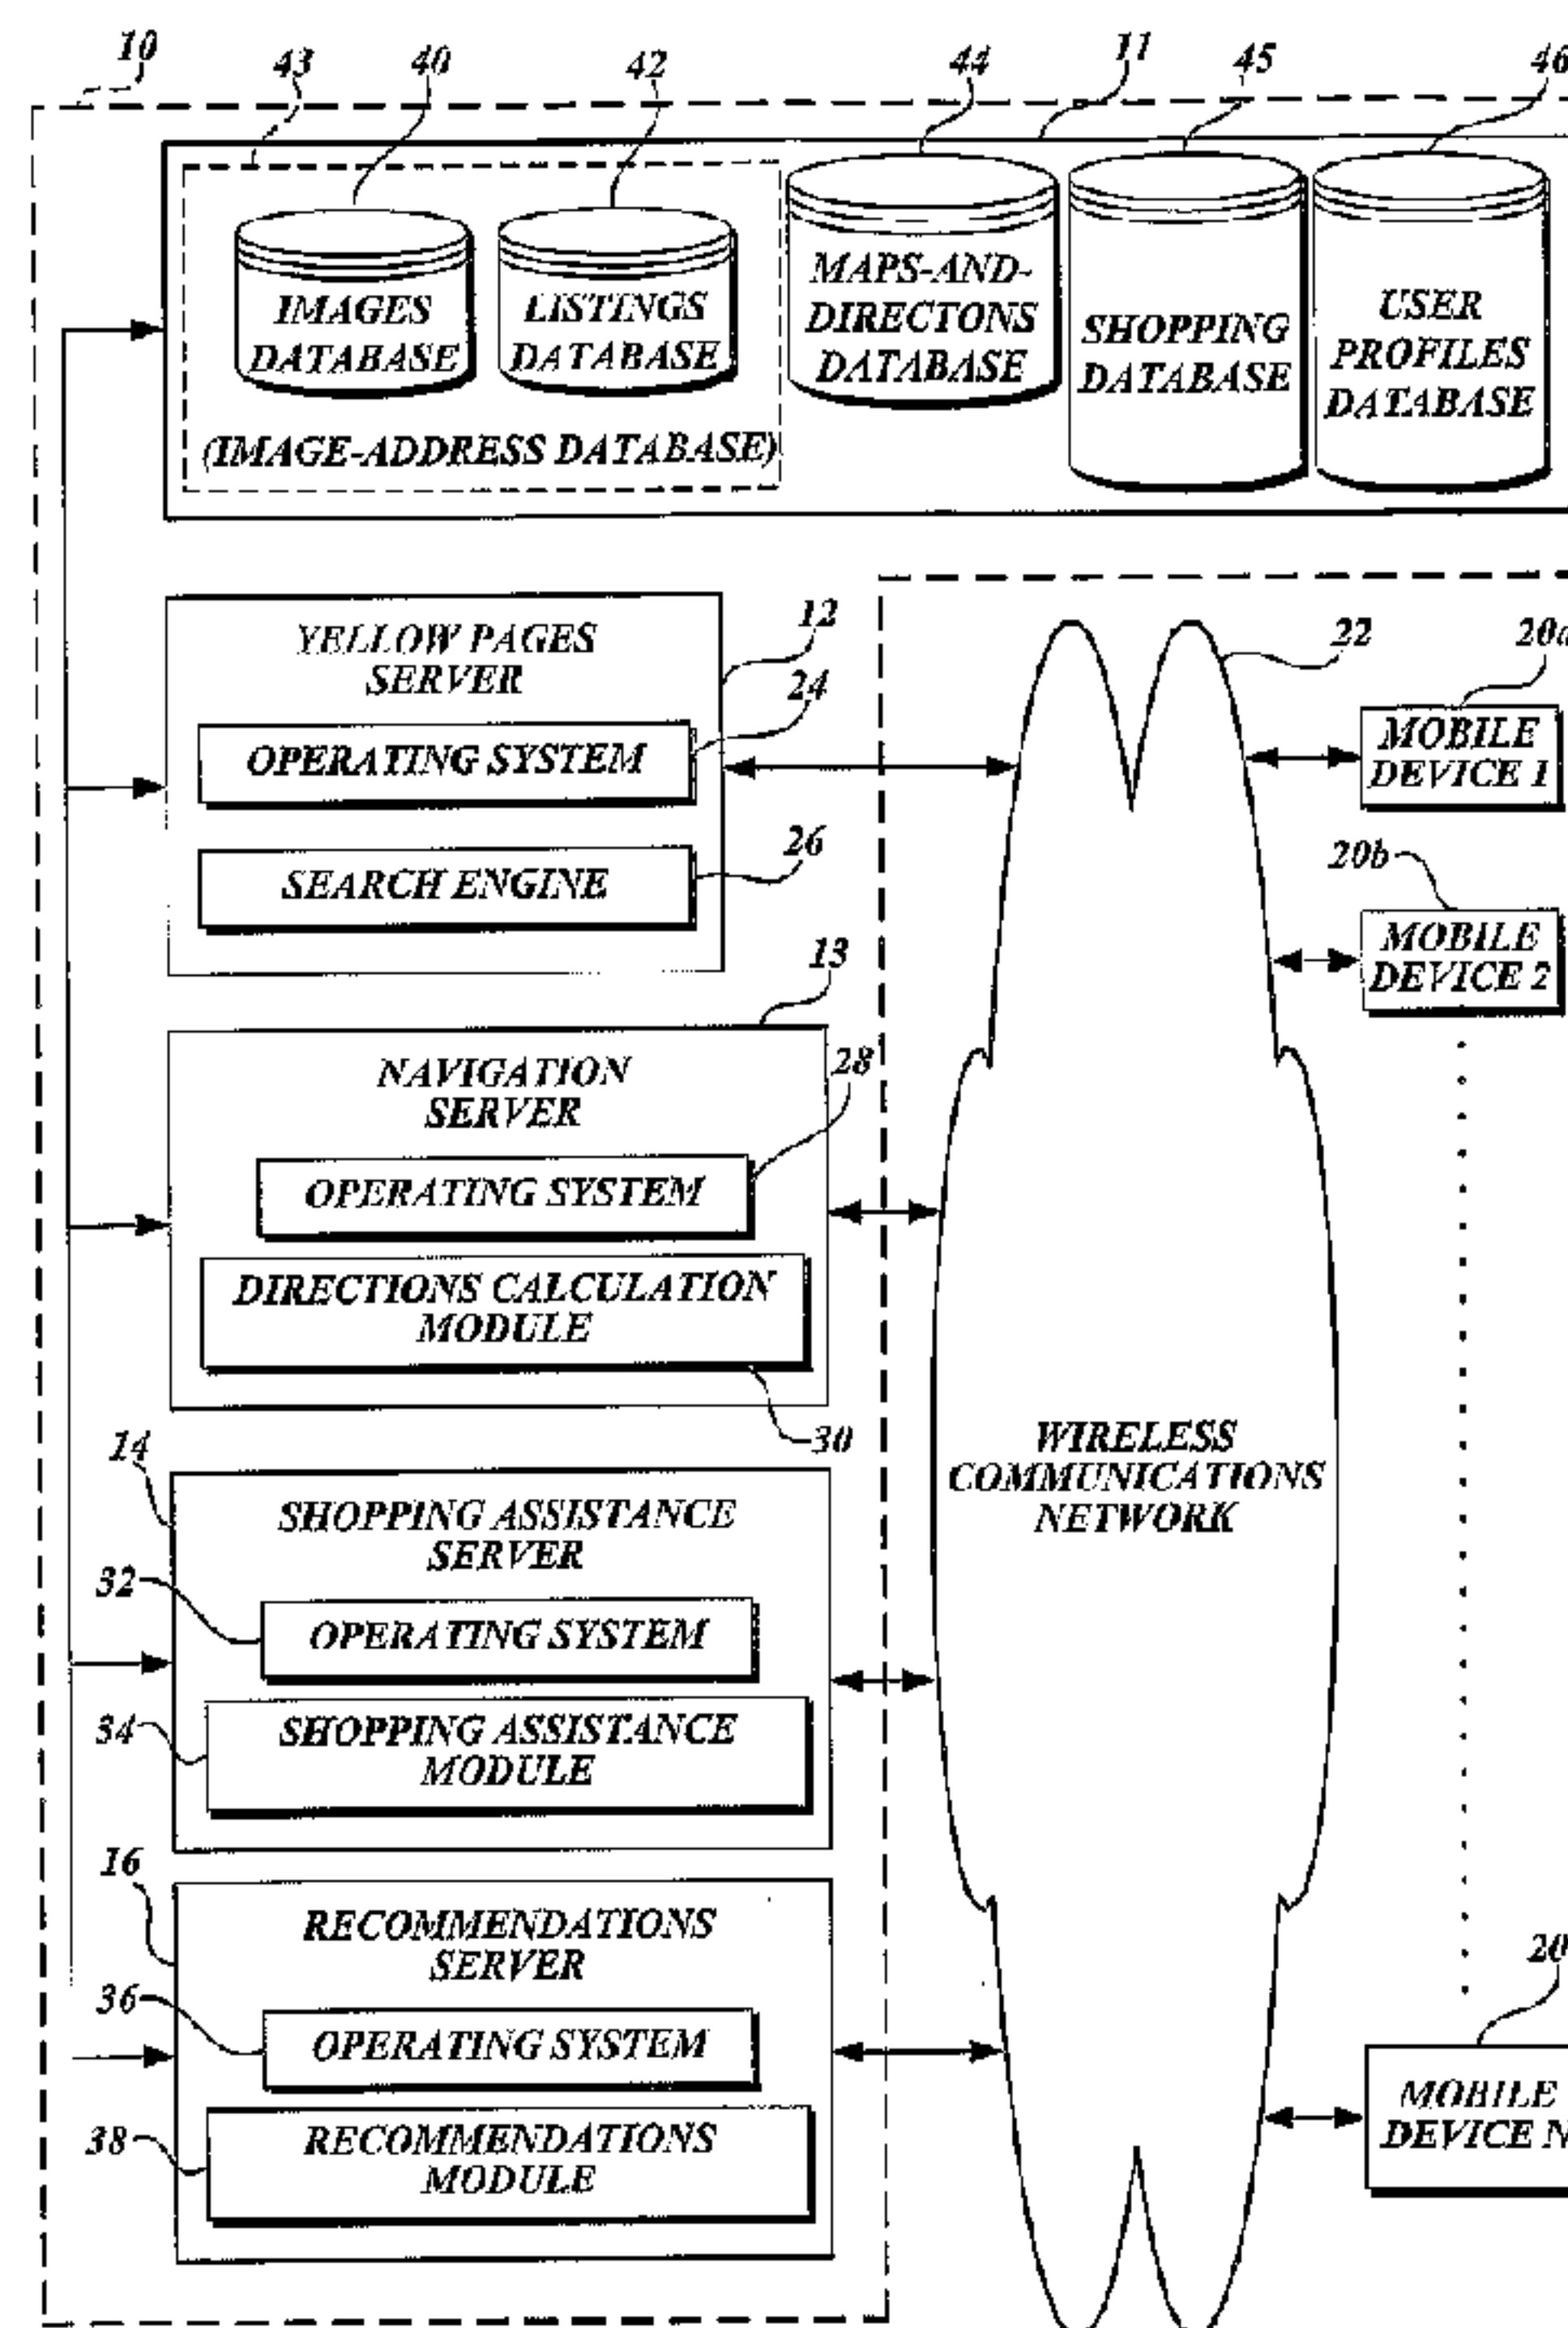 10
43
40
42
44
11
45
46
IMAGES
DATABASE
LISTINGS
DATABASE
(IMAGE-ADDRESS DATABASE)
MAPS-AND-
DIRECTONS
DATABASE
SHOPPING
DATABASE
USER
PROFILES
DATABASE
YELLOW PAGES
SERVER
12
OPERATING SYSTEM
24
SEARCH ENGINE
26
22
20a
MOBILE
DEVICE 1
20b
MOBILE
DEVICE 2
13
NAVIGATION
SERVER
28
OPERATING SYSTEM
DIRECTIONS CALCULATION
MODULE
30
WIRELESS
COMMUNICATIONS
NETWORK
14
SHOPPING ASSISTANCE
SERVER
32
OPERATING SYSTEM
34
SHOPPING ASSISTANCE
MODULE
16
RECOMMENDATIONS
SERVER
36
OPERATING SYSTEM
38
RECOMMENDATIONS
MODULE
20
MOBILE
DEVICE N